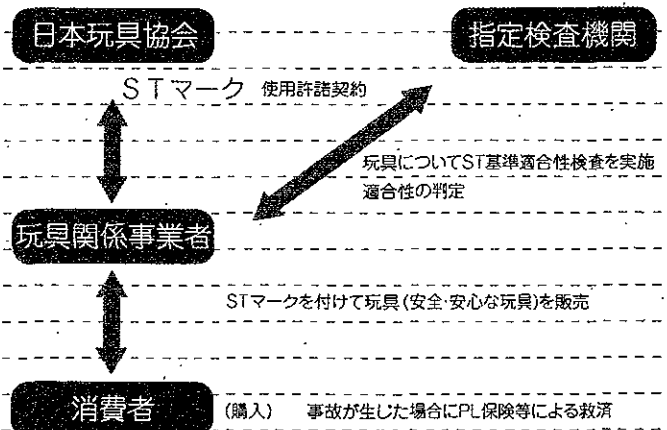 日本玩具協会
指定検査機関
STマーク 使用許諾契約
玩具についてST基準適合性検査を実施
適合性の判定
玩具関係事業者
STマークを付けて玩具(安全・安心な玩具)を販売
消費者
(購入) 事故が生じた場合にPL保険等による救済